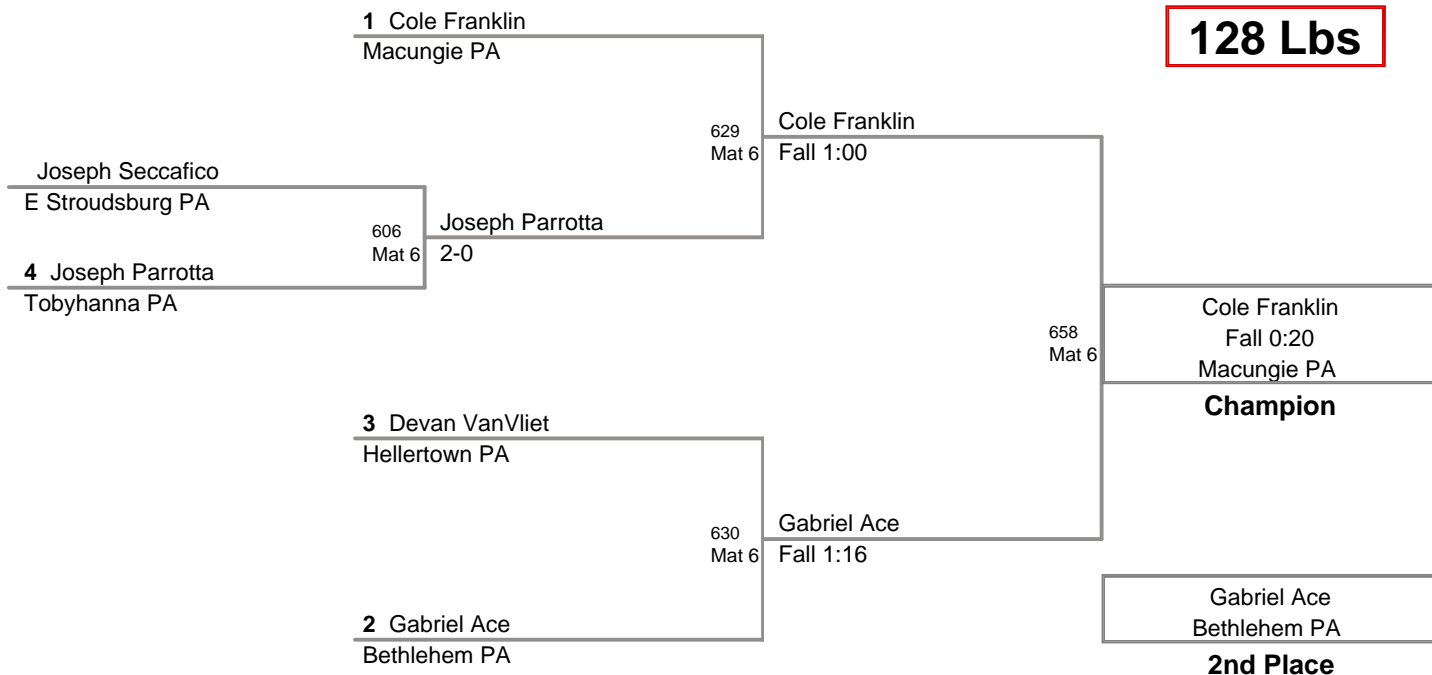 1 Cole Franklin
Macungie PA
128 Lbs
629
Mat 6
Cole Franklin
Fall 1:00
Joseph Seccafico
E Stroudsburg PA
606
Mat 6
Joseph Parrotta
2-0
4 Joseph Parrotta
Tobyhanna PA
658
Mat 6
Cole Franklin
Fall 0:20
Macungie PA
Champion
3 Devan VanVliet
Hellertown PA
630
Mat 6
Gabriel Ace
Fall 1:16
2 Gabriel Ace
Bethlehem PA
Gabriel Ace
Bethlehem PA
2nd Place